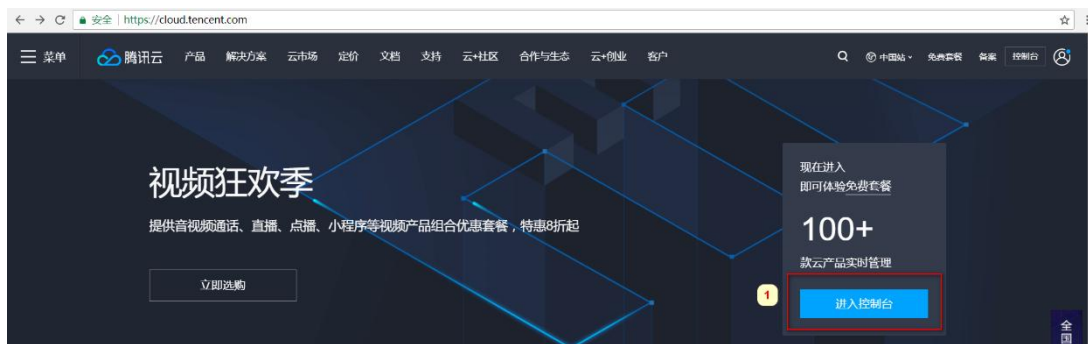 安全 | https://cloud.tencent.com
菜单 腾讯云 产品 解决方案 云市场 定价 文档 支持 云+社区 合作与生态 云+创业 客户 中国站 免费套餐 备案 控制台
现在进入
即可体验免费套餐
视频狂欢季
提供音视频通话、直播、点播、小程序等视频产品组合优惠套餐，特惠8折起
100+
款云产品实时管理
立即选购
1 进入控制台
全国